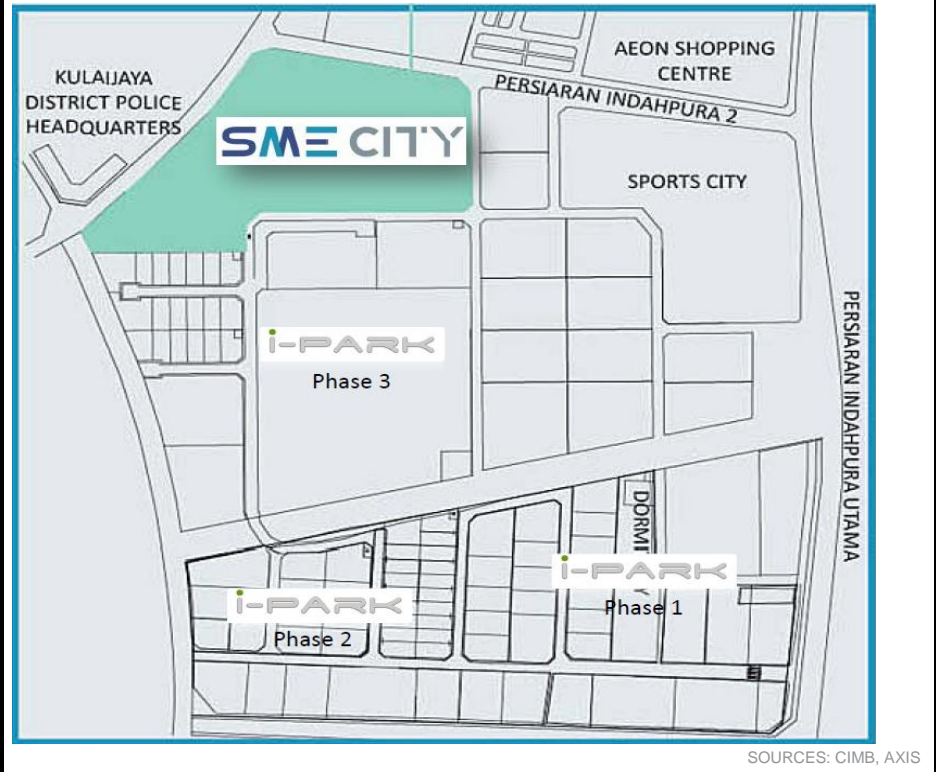 AEON SHOPPING
CENTRE
KULAIJAYA
DISTRICT POLICE
HEADQUARTERS
PERSIARAN INDAHPURA 2
SME CITY
SPORTS CITY
PERSIARAN INDAHPURA UTAMA
i-PARK
Phase 3
i-PARK
Phase 1
i-PARK
Phase 2
SOURCES: CIMB, AXIS